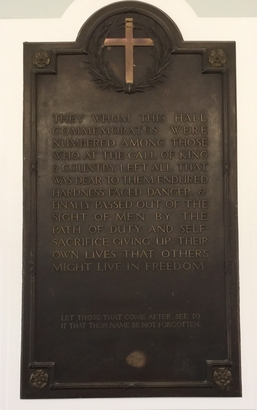 THEY WHOM THIS HALL
COMMEMORATES WERE
NUMBERED AMONG THOSE
WHO AT THE CALL OF KING
& COUNTRY LEFT ALL THAT
WAS DEAR TO THEM, ENDURED
HARDNESS, FACED DANGER, &
FINALLY PASSED OUT OF THE
SIGHT OF MEN BY THE
PATH OF DUTY AND SELF-
SACRIFICE GIVING UP THEIR
OWN LIVES THAT OTHERS
MIGHT LIVE IN FREEDOM
LET THOSE THAT COME AFTER SEE TO
IT THAT THEIR NAME BE NOT FORGOTTEN.